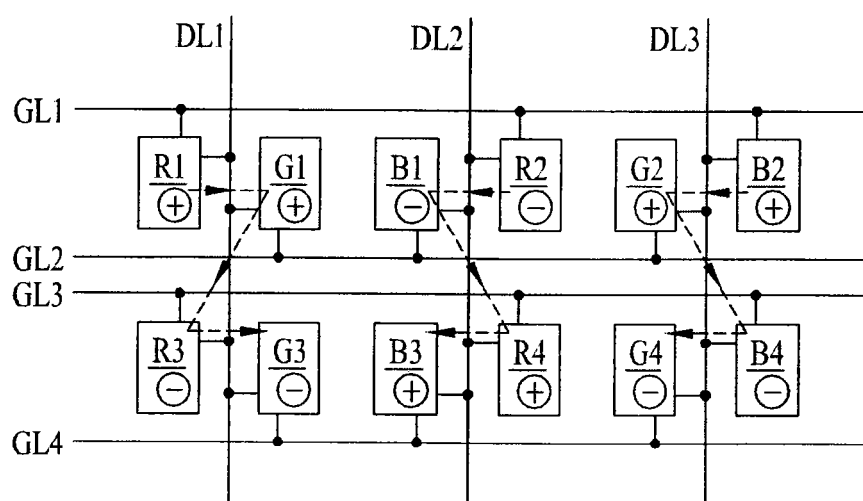 DL1 DL2 DL3
GL1
R1 G1 B1 R2 G2 B2
+ + − − + +
GL2
GL3
R3 G3 B3 R4 G4 B4
− − + + − −
GL4